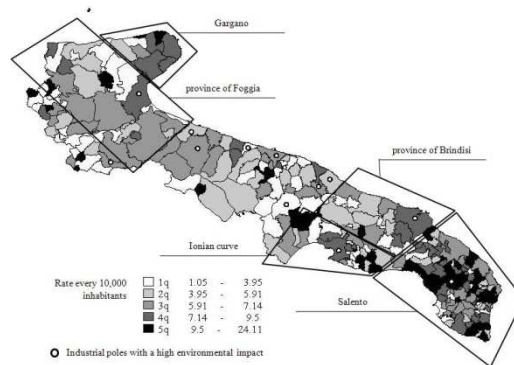 Gargano
province of Foggia
province of Brindisi
Ionian curve
Salento
Rate every 10,000
inhabitants
1q 1.05 - 3.95
2q 3.95 - 5.91
3q 5.91 - 7.14
4q 7.14 - 9.5
5q 9.5 - 24.11
Industrial poles with a high environmental impact